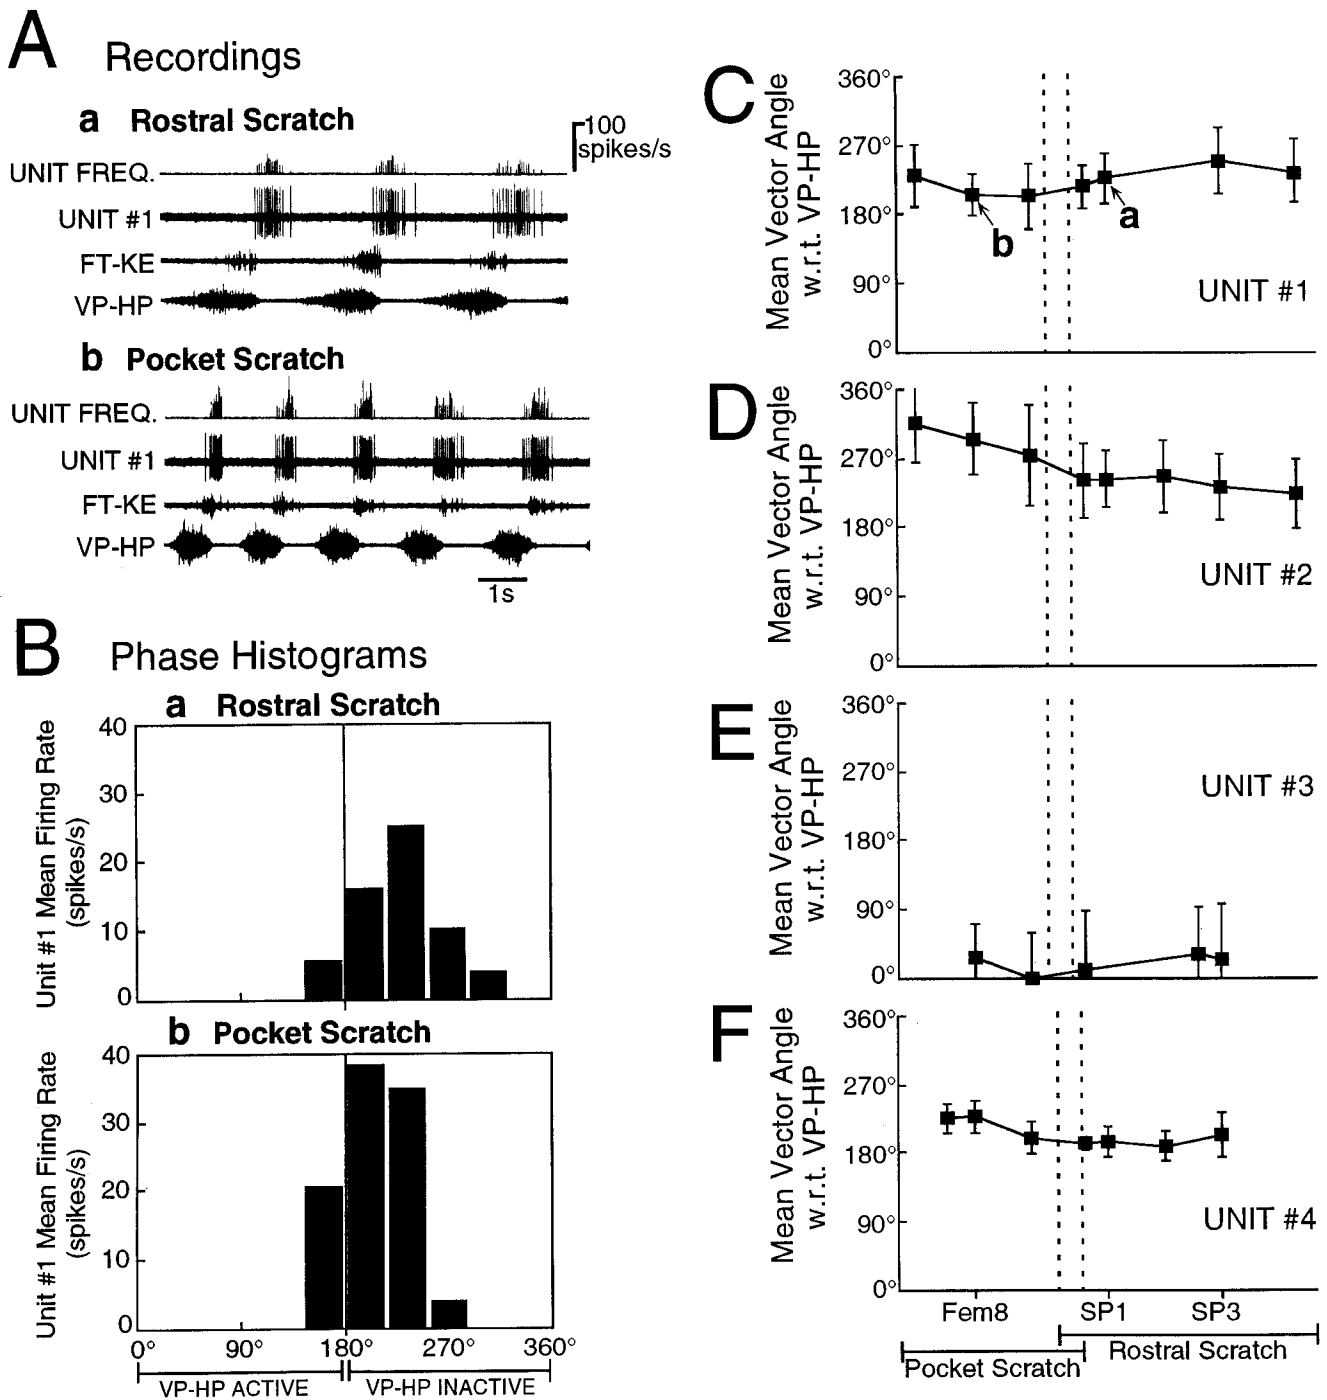 A Recordings
a Rostral Scratch
100 spikes/s
UNIT FREQ.
UNIT #1
FT-KE
VP-HP
b Pocket Scratch
UNIT FREQ.
UNIT #1
FT-KE
VP-HP
1s
B Phase Histograms
a Rostral Scratch
Unit #1 Mean Firing Rate
(spikes/s)
40
30
20
10
0
b Pocket Scratch
Unit #1 Mean Firing Rate
(spikes/s)
40
30
20
10
0
0° 90° 180° 270° 360°
VP-HP ACTIVE VP-HP INACTIVE
C
Mean Vector Angle
w.r.t. VP-HP
360°
270°
180°
90°
0°
b
a
UNIT #1
D
Mean Vector Angle
w.r.t. VP-HP
360°
270°
180°
90°
0°
UNIT #2
E
Mean Vector Angle
w.r.t. VP-HP
360°
270°
180°
90°
0°
UNIT #3
F
Mean Vector Angle
w.r.t. VP-HP
360°
270°
180°
90°
0°
UNIT #4
Fem8 SP1 SP3
Pocket Scratch
Rostral Scratch